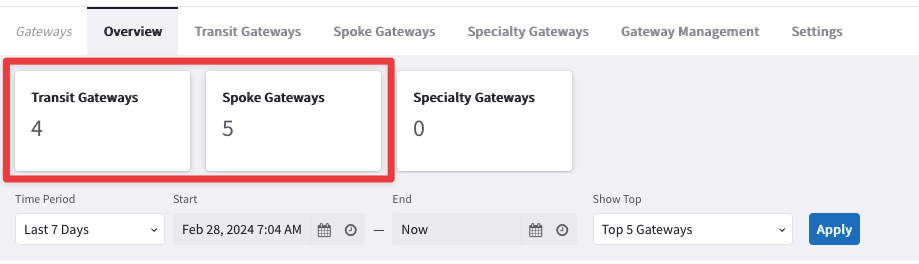 Gateways Overview Transit Gateways Spoke Gateways Specialty Gateways Gateway Management Settings
Transit Gateways Spoke Gateways Specialty Gateways
4 5 0
Time Period Start End Show Top
Last 7 Days Feb 28, 2024 7:04 AM — Now Top 5 Gateways Apply